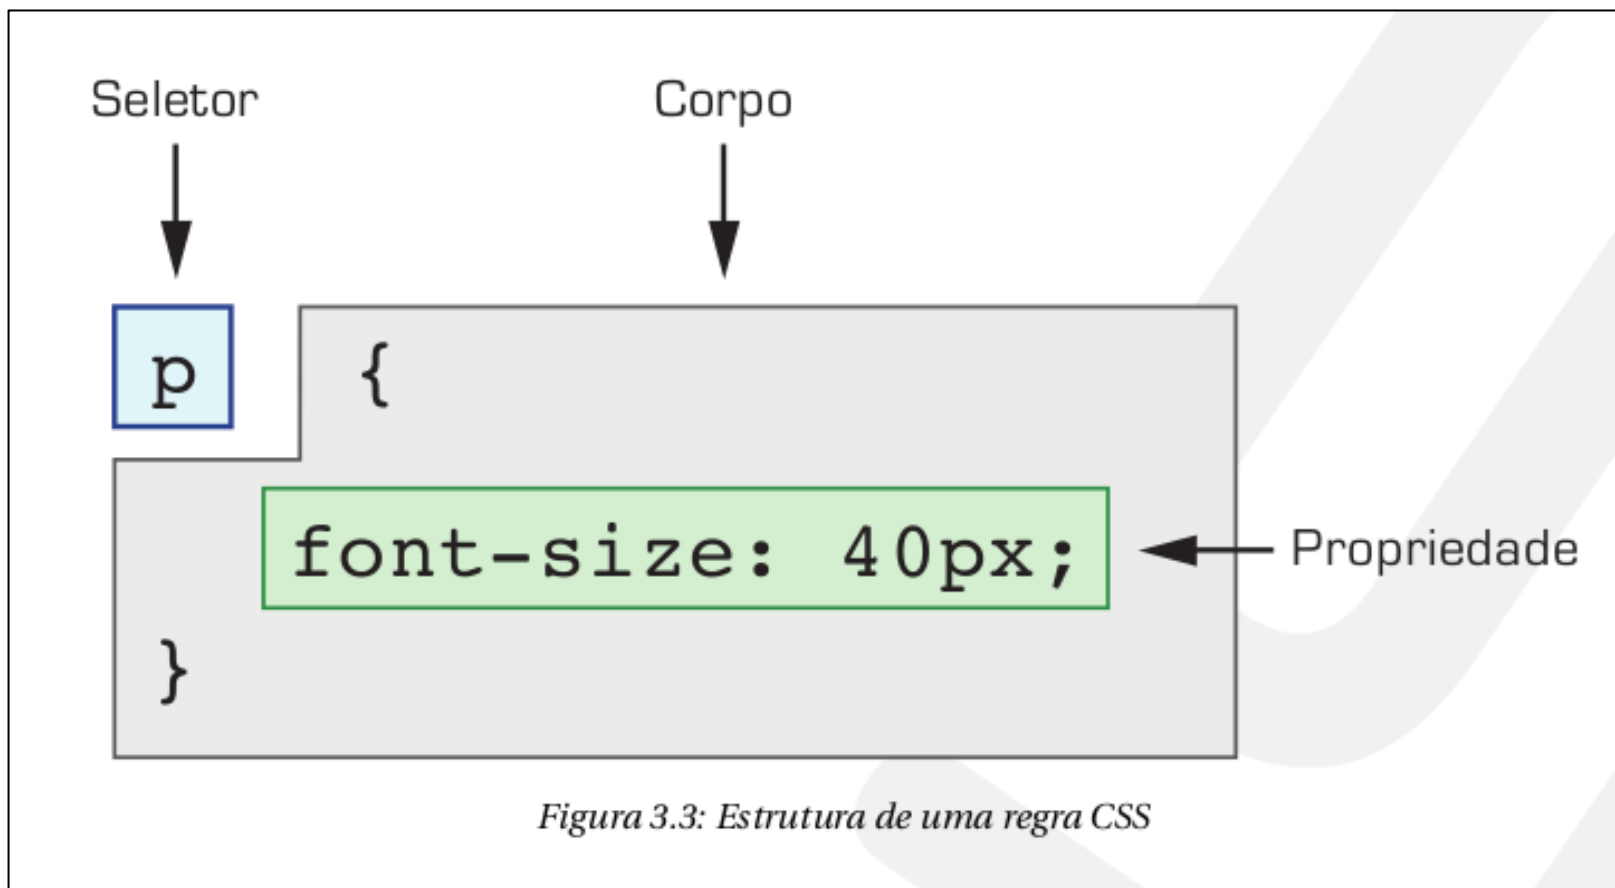 Seletor Corpo
p {
font-size: 40px; Propriedade
}
Figura 3.3: Estrutura de uma regra CSS